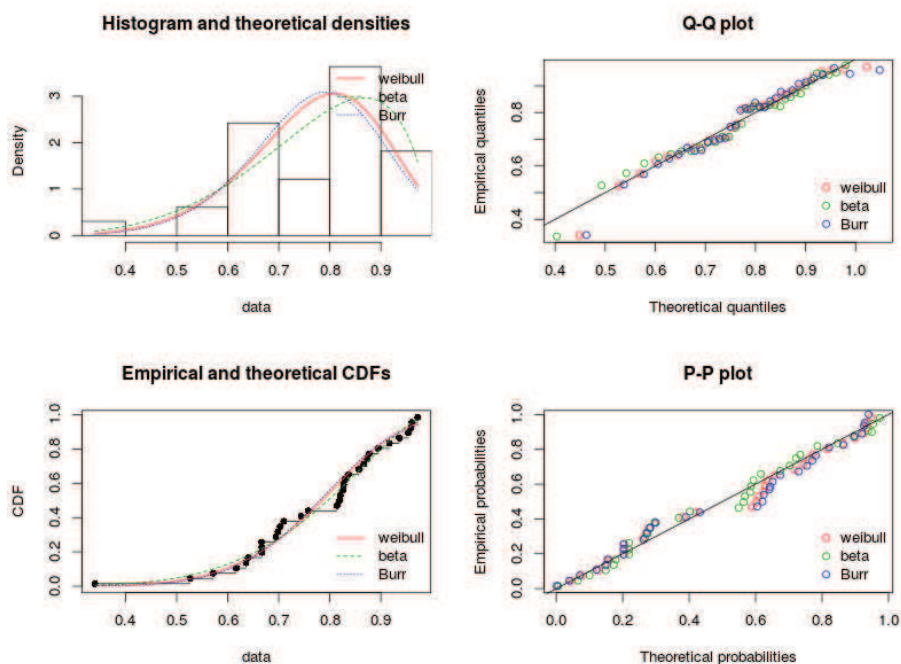 Histogram and theoretical densities
Density
0 1 2 3
weibull
beta
Burr
0.4 0.5 0.6 0.7 0.8 0.9
data
Q-Q plot
Empirical quantiles
0.4 0.6 0.8
weibull
beta
Burr
0.4 0.5 0.6 0.7 0.8 0.9 1.0
Theoretical quantiles
Empirical and theoretical CDFs
CDF
0.0 0.2 0.4 0.6 0.8 1.0
weibull
beta
Burr
0.4 0.5 0.6 0.7 0.8 0.9
data
P-P plot
Empirical probabilities
0.0 0.2 0.4 0.6 0.8 1.0
weibull
beta
Burr
0.0 0.2 0.4 0.6 0.8 1.0
Theoretical probabilities